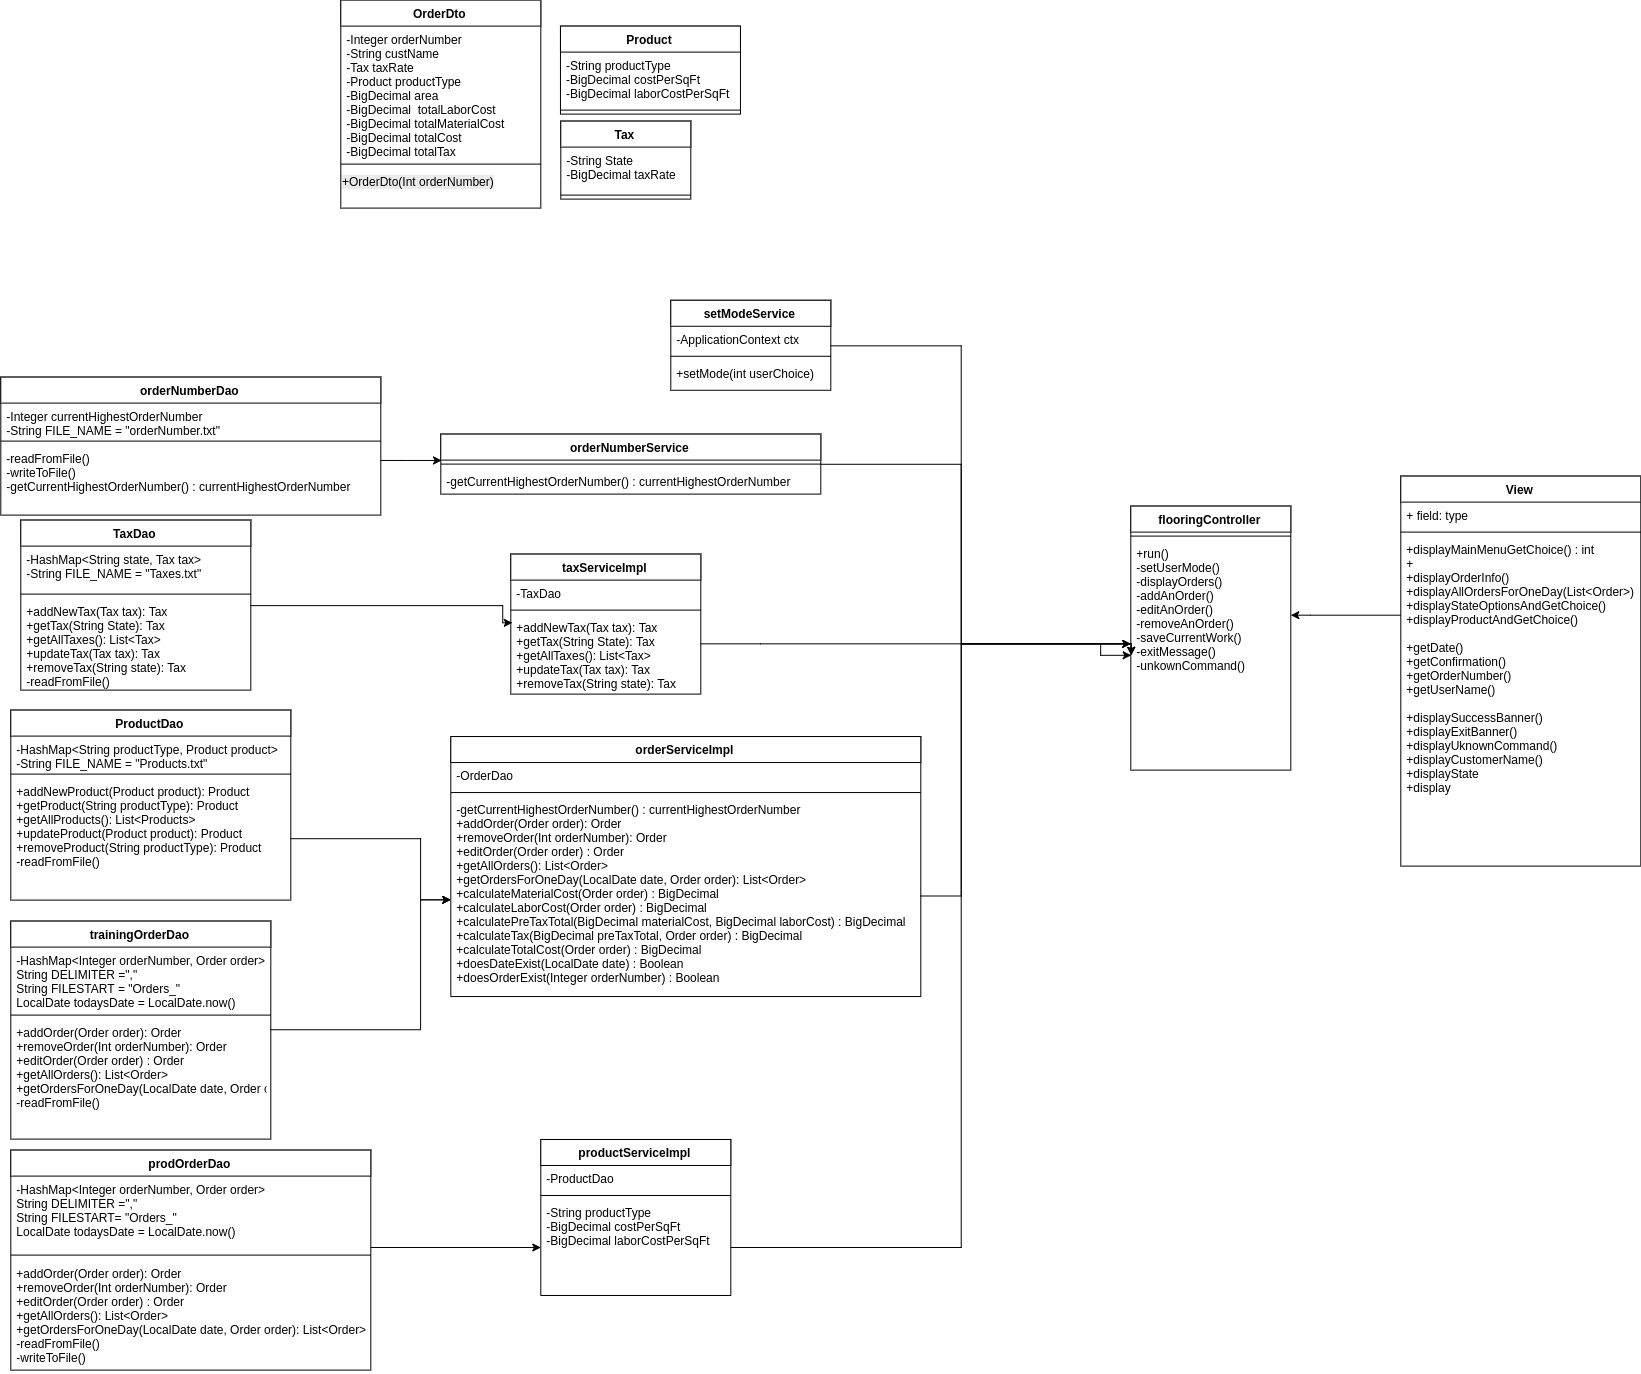 OrderDto
-Integer orderNumber
-String custName
-Tax taxRate
-Product productType
-BigDecimal area
-BigDecimal  totalLaborCost
-BigDecimal totalMaterialCost
-BigDecimal totalCost
-BigDecimal totalTax
+OrderDto(Int orderNumber)
Product
-String productType
-BigDecimal costPerSqFt
-BigDecimal laborCostPerSqFt
Tax
-String State
-BigDecimal taxRate
setModeService
-ApplicationContext ctx
+setMode(int userChoice)
orderNumberDao
-Integer currentHighestOrderNumber
-String FILE_NAME = "orderNumber.txt"
-readFromFile()
-writeToFile()
-getCurrentHighestOrderNumber() : currentHighestOrderNumber
orderNumberService
-getCurrentHighestOrderNumber() : currentHighestOrderNumber
TaxDao
-HashMap<String state, Tax tax>
-String FILE_NAME = "Taxes.txt"
+addNewTax(Tax tax): Tax
+getTax(String State): Tax
+getAllTaxes(): List<Tax>
+updateTax(Tax tax): Tax
+removeTax(String state): Tax
-readFromFile()
taxServiceImpl
-TaxDao
+addNewTax(Tax tax): Tax
+getTax(String State): Tax
+getAllTaxes(): List<Tax>
+updateTax(Tax tax): Tax
+removeTax(String state): Tax
flooringController
+run()
-setUserMode()
-displayOrders()
-addAnOrder()
-editAnOrder()
-removeAnOrder()
-saveCurrentWork()
-exitMessage()
-unkownCommand()
View
+ field: type
+displayMainMenuGetChoice() : int
+
+displayOrderInfo()
+displayAllOrdersForOneDay(List<Order>)
+displayStateOptionsAndGetChoice()
+displayProductAndGetChoice()
+getDate()
+getConfirmation()
+getOrderNumber()
+getUserName()
+displaySuccessBanner()
+displayExitBanner()
+displayUknownCommand()
+displayCustomerName()
+displayState
+display
ProductDao
-HashMap<String productType, Product product>
-String FILE_NAME = "Products.txt"
+addNewProduct(Product product): Product
+getProduct(String productType): Product
+getAllProducts(): List<Products>
+updateProduct(Product product): Product
+removeProduct(String productType): Product
-readFromFile()
orderServiceImpl
-OrderDao
-getCurrentHighestOrderNumber() : currentHighestOrderNumber
+addOrder(Order order): Order
+removeOrder(Int orderNumber): Order
+editOrder(Order order) : Order
+getAllOrders(): List<Order>
+getOrdersForOneDay(LocalDate date, Order order): List<Order>
+calculateMaterialCost(Order order) : BigDecimal
+calculateLaborCost(Order order) : BigDecimal
+calculatePreTaxTotal(BigDecimal materialCost, BigDecimal laborCost) : BigDecimal
+calculateTax(BigDecimal preTaxTotal, Order order) : BigDecimal
+calculateTotalCost(Order order) : BigDecimal
+doesDateExist(LocalDate date) : Boolean
+doesOrderExist(Integer orderNumber) : Boolean
trainingOrderDao
-HashMap<Integer orderNumber, Order order>
String DELIMITER =","
String FILESTART = "Orders_"
LocalDate todaysDate = LocalDate.now()
+addOrder(Order order): Order
+removeOrder(Int orderNumber): Order
+editOrder(Order order) : Order
+getAllOrders(): List<Order>
+getOrdersForOneDay(LocalDate date, Order
-readFromFile()
prodOrderDao
-HashMap<Integer orderNumber, Order order>
String DELIMITER =","
String FILESTART= "Orders_"
LocalDate todaysDate = LocalDate.now()
+addOrder(Order order): Order
+removeOrder(Int orderNumber): Order
+editOrder(Order order) : Order
+getAllOrders(): List<Order>
+getOrdersForOneDay(LocalDate date, Order order): List<Order>
-readFromFile()
-writeToFile()
productServiceImpl
-ProductDao
-String productType
-BigDecimal costPerSqFt
-BigDecimal laborCostPerSqFt